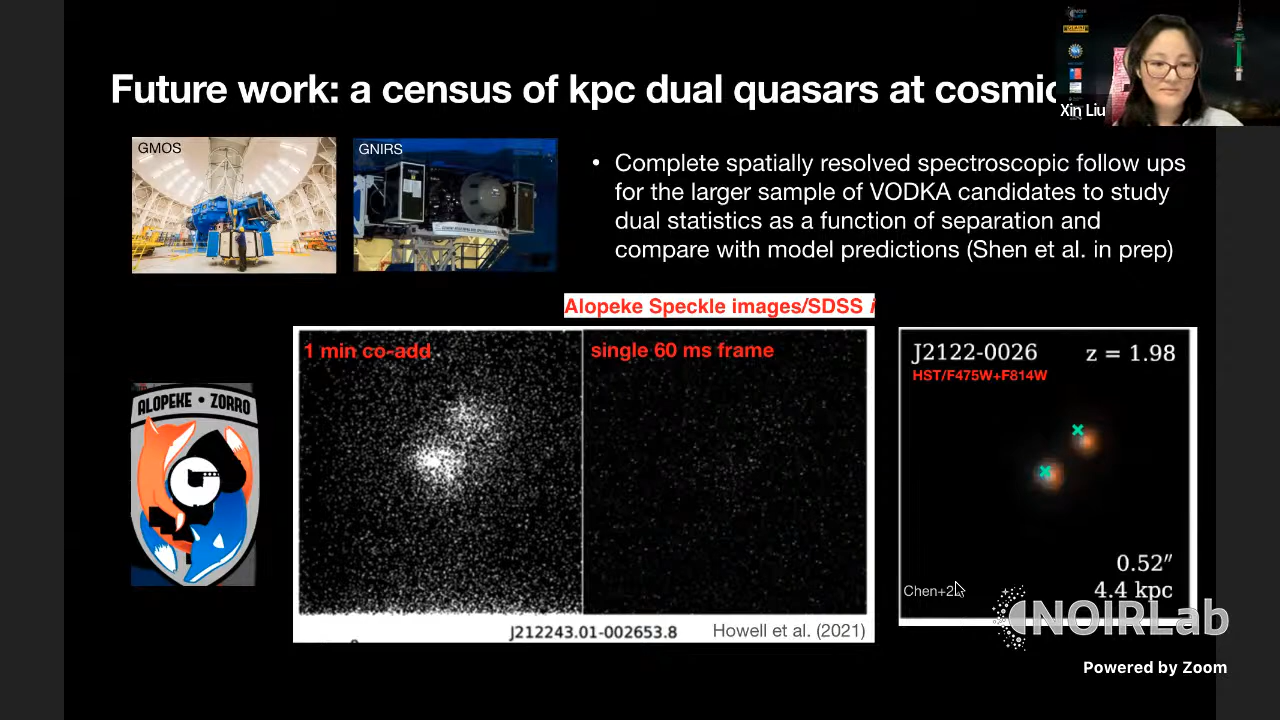 Future work: a census of kpc dual quasars at cosmic
Xin Liu
GMOS
GNIRS
• Complete spatially resolved spectroscopic follow ups
for the larger sample of VODKA candidates to study
dual statistics as a function of separation and
compare with model predictions (Shen et al. in prep)
Alopeke Speckle images/SDSS i
1 min co-add
single 60 ms frame
J2122-0026 z = 1.98
HST/F475W+F814W
ALOPEKE • ZORRO
0.52″
4.4 kpc
J212243.01-002653.8
Howell et al. (2021)
NOIRLab
Powered by Zoom